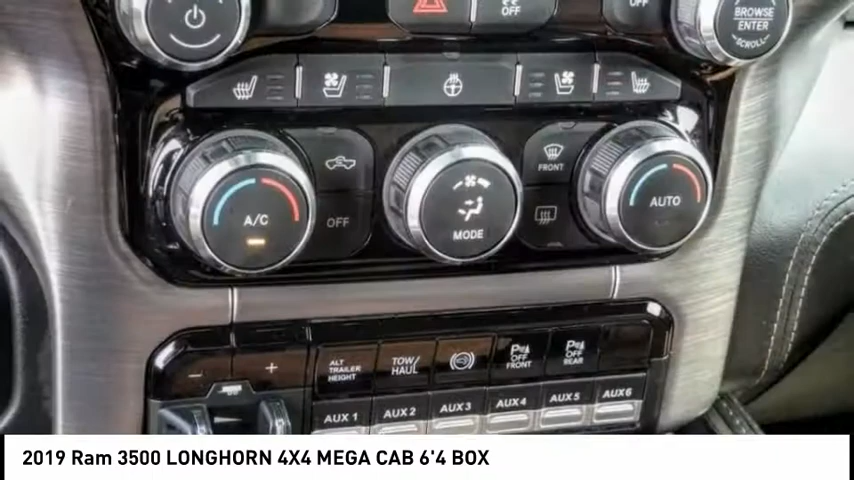 OFF
OFF
BROWSE
ENTER
SCROLL
A/C
OFF
MODE
FRONT
AUTO
ALT
TRAILER
HEIGHT
TOW/
HAUL
OFF
FRONT
OFF
REAR
AUX 1
AUX 2
AUX 3
AUX 4
AUX 5
AUX 6
2019 Ram 3500 LONGHORN 4X4 MEGA CAB 6'4 BOX